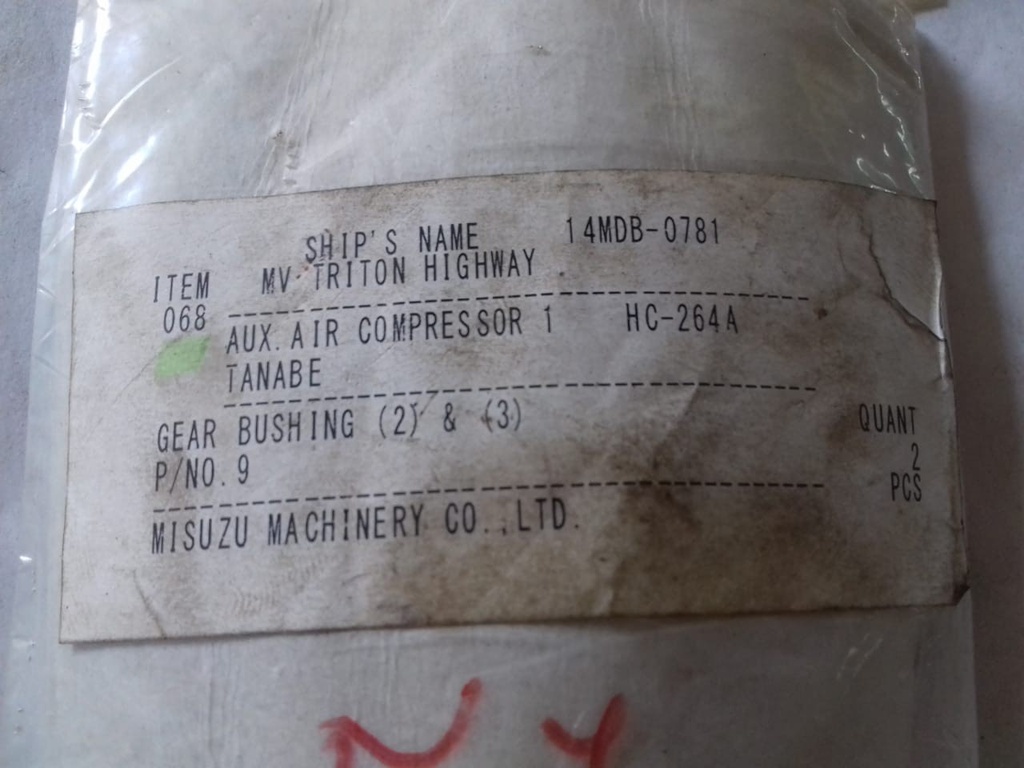 SHIP'S NAME 14MDB-0781
ITEM MV TRITON HIGHWAY
068
AUX. AIR COMPRESSOR 1 HC-264A
TANABE
GEAR BUSHING (2) & (3) QUANT
P/NO. 9 2
PCS
MISUZU MACHINERY CO.,LTD.